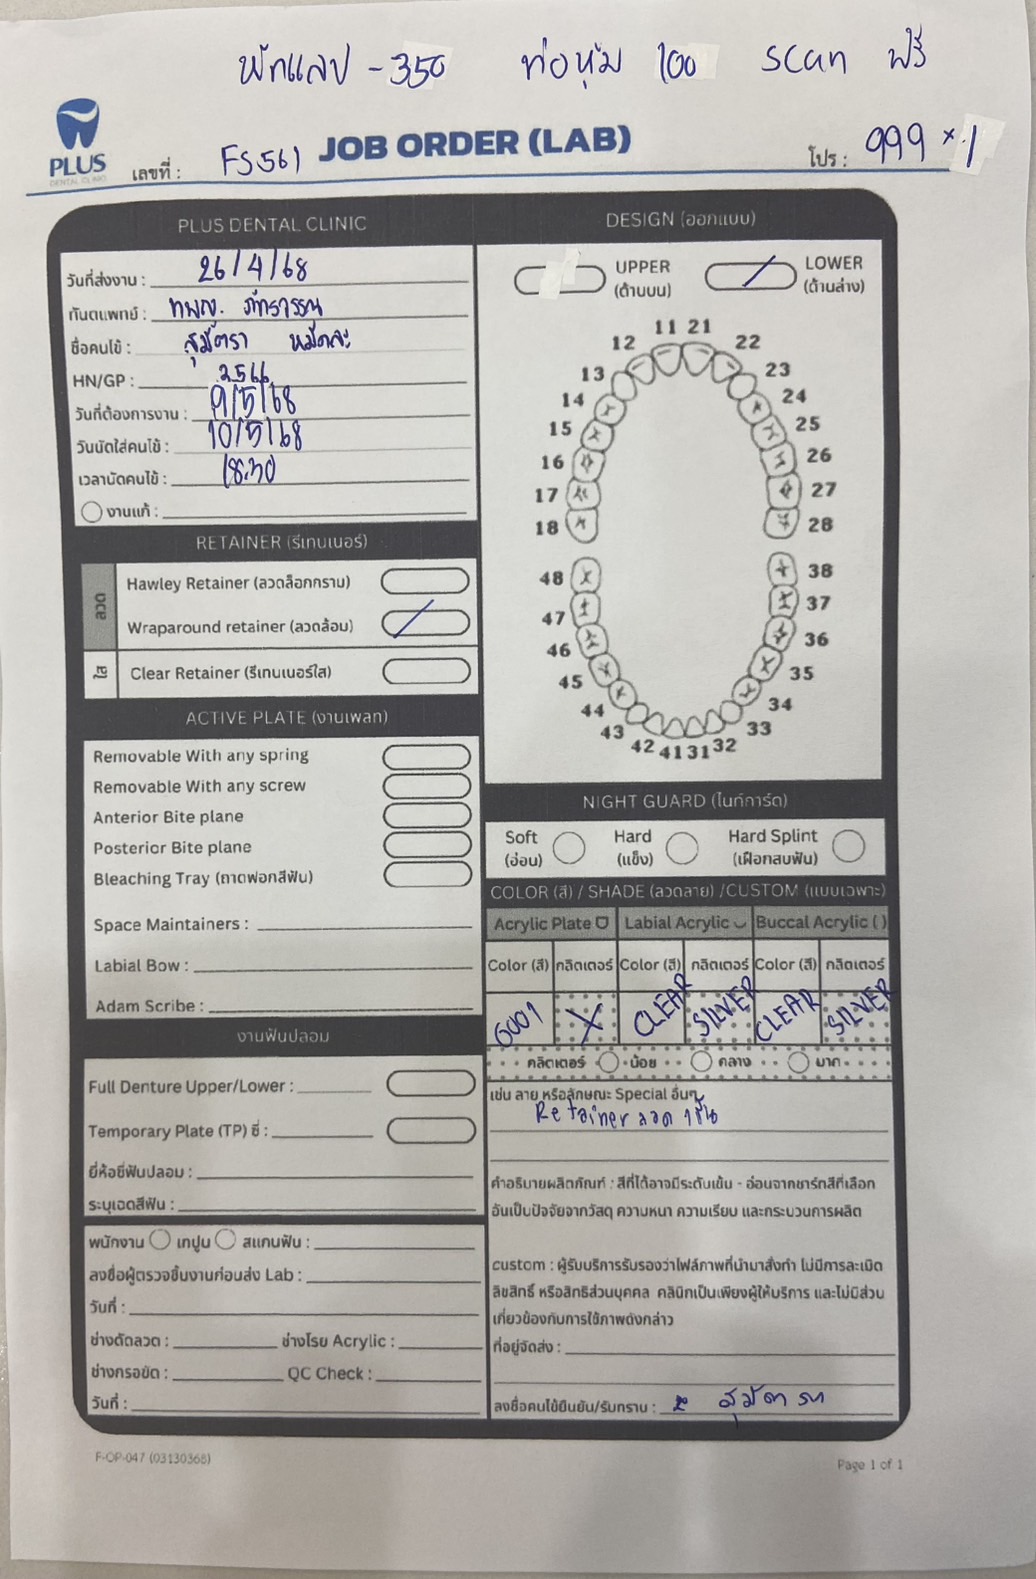 พักแลป - 350 ท่อหุ้ม 100 scan ฟรี
PLUS
DENTAL CLINIC
เลขที่ : FS561
JOB ORDER (LAB)
โปร : 999 × 1
PLUS DENTAL CLINIC
วันที่ส่งงาน : 26/4/68
ทันตแพทย์ : ทพญ. ภัทรวรรณ
ชื่อคนไข้ : สุมัตรา หมัดละ
HN/GP : 2566
วันที่ต้องการงาน : 9/5/68
วันนัดใส่คนไข้ : 10/5/68
เวลานัดคนไข้ : 18:30
งานแก้ :
RETAINER (รีเทนเนอร์)
ลวด
Hawley Retainer (ลวดล็อกกราม)
Wraparound retainer (ลวดล้อม)
ใส
Clear Retainer (รีเทนเนอร์ใส)
ACTIVE PLATE (งานเพลท)
Removable With any spring
Removable With any screw
Anterior Bite plane
Posterior Bite plane
Bleaching Tray (ถาดฟอกสีฟัน)
Space Maintainers :
Labial Bow :
Adam Scribe :
งานฟันปลอม
Full Denture Upper/Lower :
Temporary Plate (TP) ซี่ :
ยี่ห้อซี่ฟันปลอม :
ระบุเฉดสีฟัน :
พนักงาน เทปูน สแกนฟัน :
ลงชื่อผู้ตรวจชิ้นงานก่อนส่ง Lab :
วันที่ :
ช่างดัดลวด : ช่างโรย Acrylic :
ช่างกรอขัด : QC Check :
วันที่ :
DESIGN (ออกแบบ)
UPPER (ด้านบน)
LOWER (ด้านล่าง)
11 21
12 22
13 23
14 24
15 25
16 26
17 27
18 28
48 38
47 37
46 36
45 35
44 34
43 33
42 41 31 32
NIGHT GUARD (ไนท์การ์ด)
Soft (อ่อน)
Hard (แข็ง)
Hard Splint (เฝือกสบฟัน)
COLOR (สี) / SHADE (ลวดลาย) /CUSTOM (แบบเฉพาะ)
Acrylic Plate Labial Acrylic Buccal Acrylic ( )
Color (สี) กลิตเตอร์ Color (สี) กลิตเตอร์ Color (สี) กลิตเตอร์
G001 X CLEAR SILVER CLEAR SILVER
กลิตเตอร์ น้อย กลาง มาก
เช่น ลาย หรือลักษณะ Special อื่นๆ
Retainer ลวด 1 ชิ้น
คำอธิบายผลิตภัณฑ์ : สีที่ได้อาจมีระดับเข้ม - อ่อนจากชาร์ทสีที่เลือก
อันเป็นปัจจัยจากวัสดุ ความหนา ความเรียบ และกระบวนการผลิต
custom : ผู้รับบริการรับรองว่าไฟล์ภาพที่นำมาสั่งทำ ไม่มีการละเมิด
ลิขสิทธิ์ หรือสิทธิส่วนบุคคล คลินิกเป็นเพียงผู้ให้บริการ และไม่มีส่วน
เกี่ยวข้องกับการใช้ภาพดังกล่าว
ที่อยู่จัดส่ง :
ลงชื่อคนไข้ยืนยัน/รับทราบ : x สุมัตรา
F-OP-047 (03130368)
Page 1 of 1